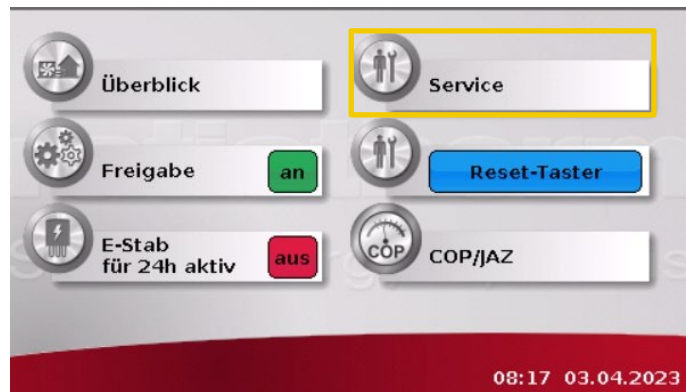 Überblick
Service
Freigabe
an
Reset-Taster
E-Stab
für 24h aktiv
aus
COP
COP/JAZ
08:17 03.04.2023